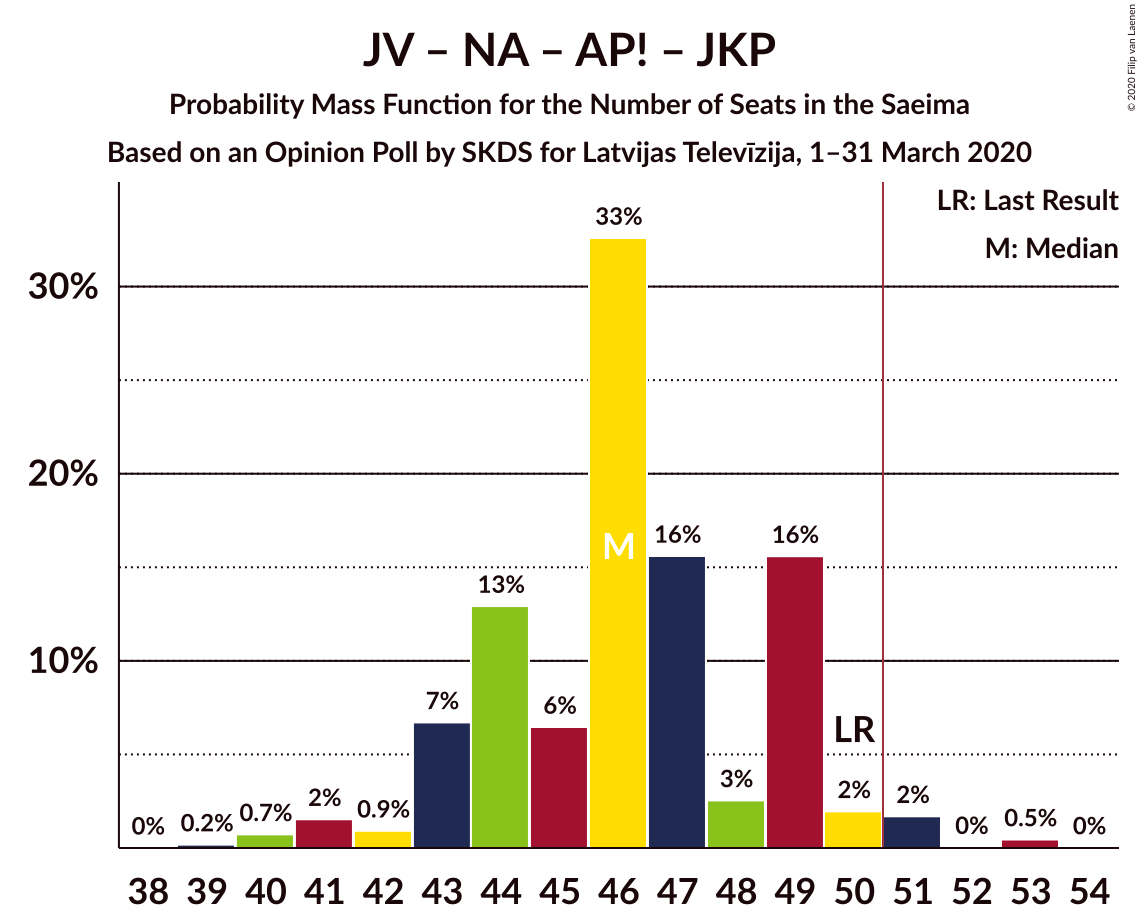 JV – NA – AP! – JKP
Probability Mass Function for the Number of Seats in the Saeima
Based on an Opinion Poll by SKDS for Latvijas Televīzija, 1–31 March 2020
© 2020 Filip van Laenen
LR: Last Result
M: Median
30%
20%
10%
0%
0.2%
0.7%
2%
0.9%
7%
13%
6%
33%
M
16%
3%
16%
LR
2%
2%
0%
0.5%
0%
38 39 40 41 42 43 44 45 46 47 48 49 50 51 52 53 54